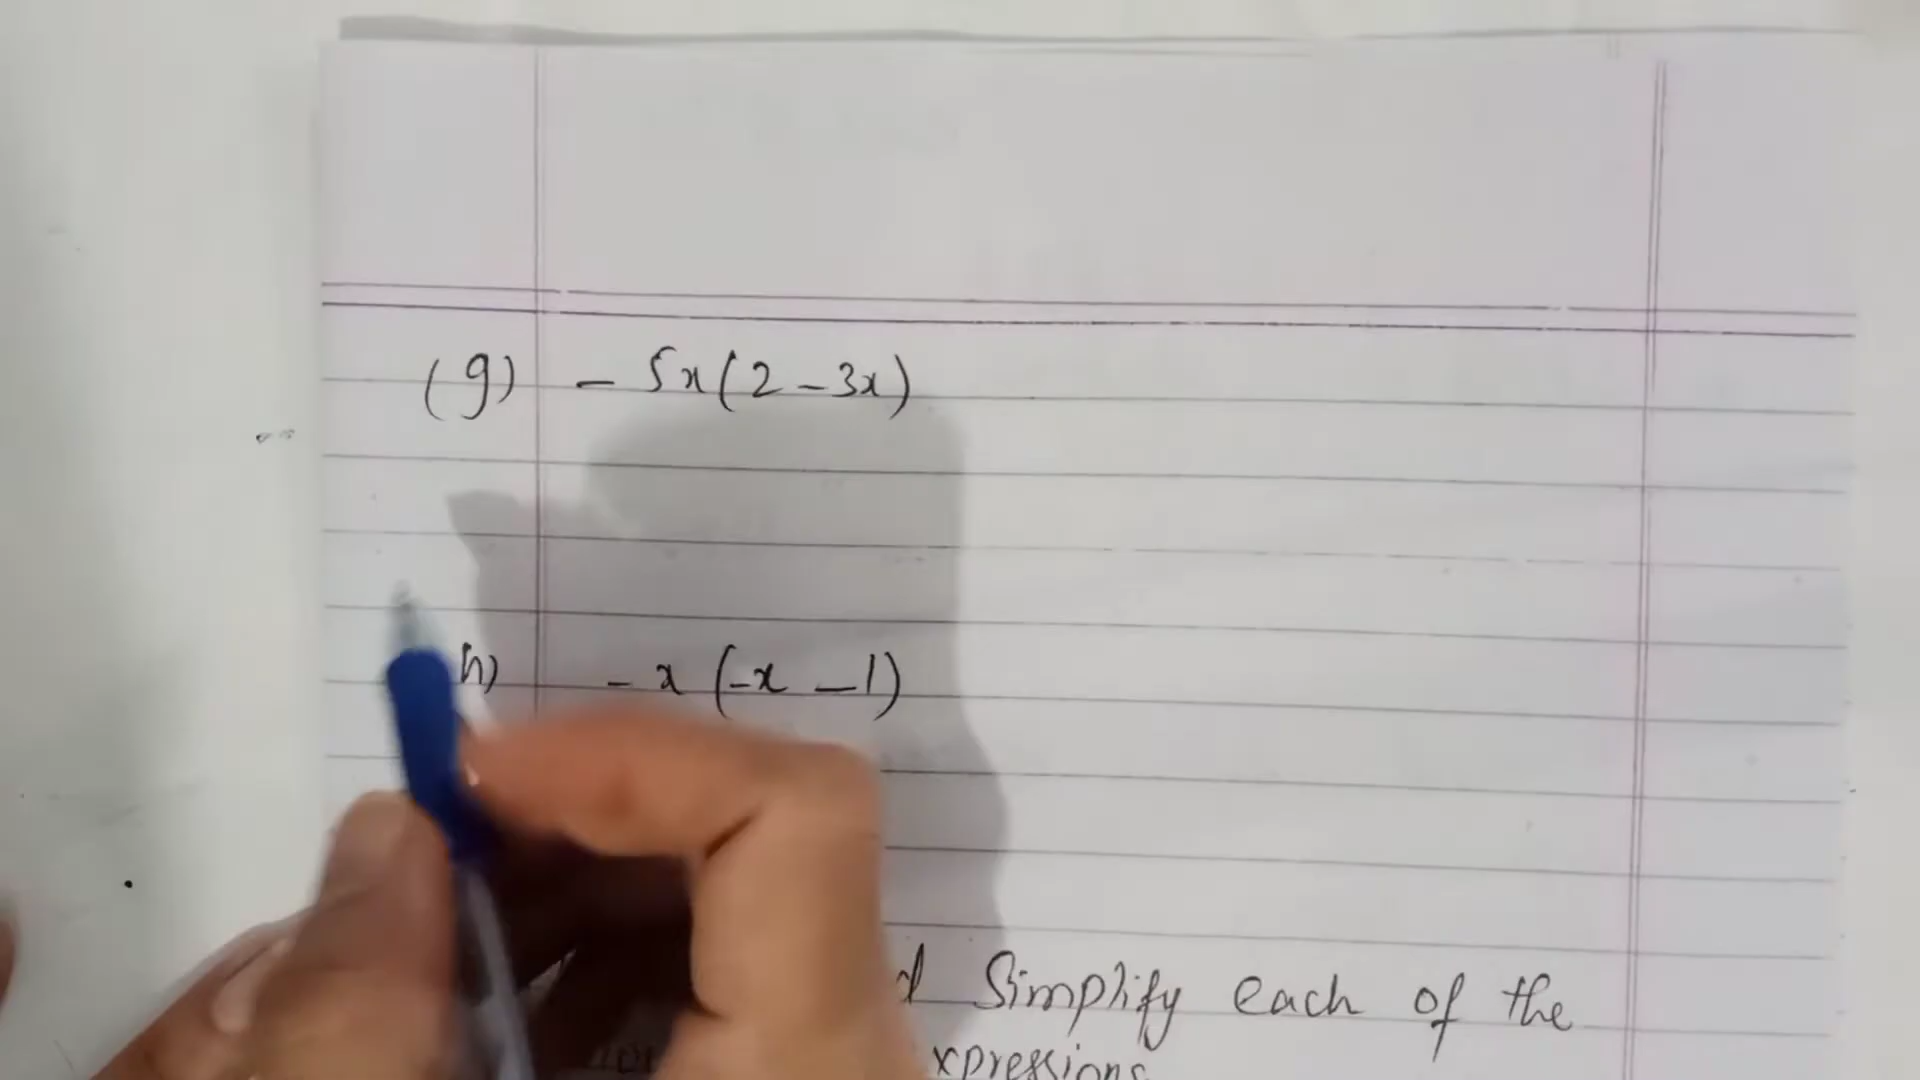 (g) - 5x(2 - 3x)
h) - x (-x - 1)
Simplify each of the
xpressions